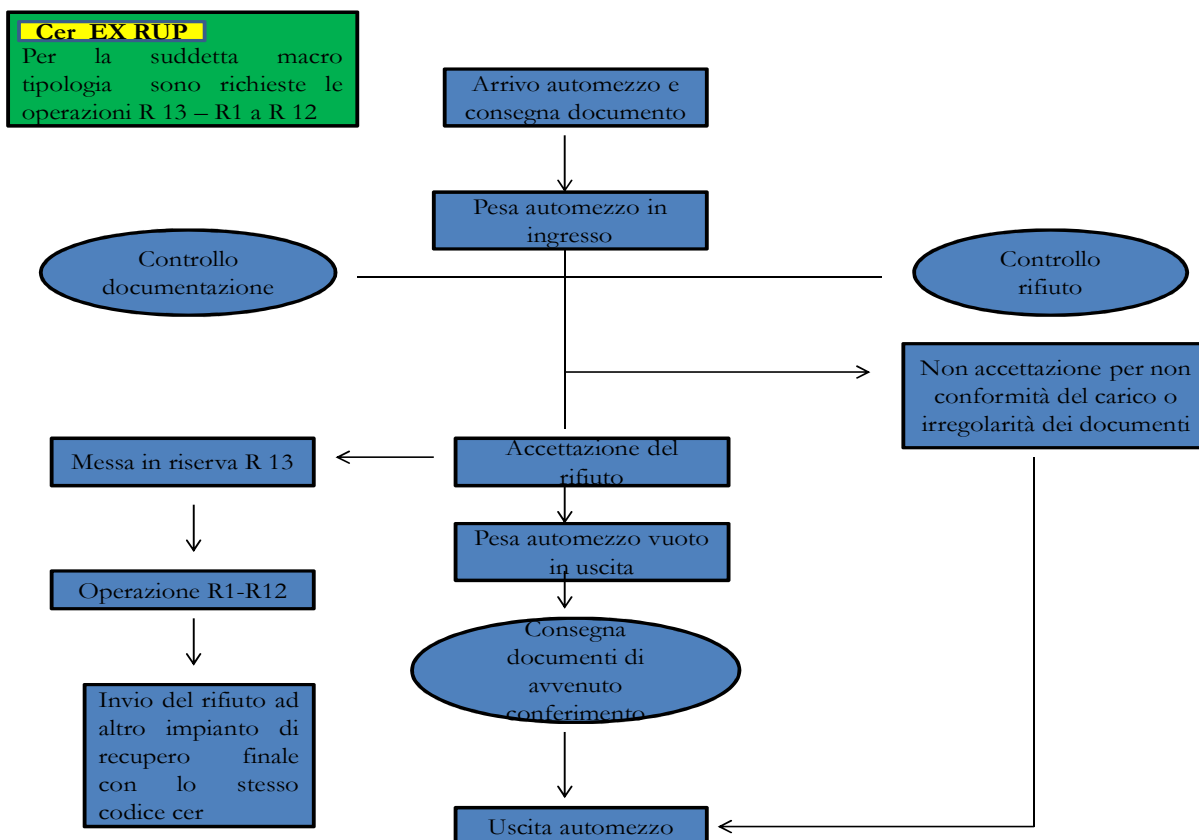 Cer EX RUP
Per la suddetta macro
tipologia sono richieste le
operazioni R 13 – R1 a R 12
Arrivo automezzo e
consegna documento
Pesa automezzo in
ingresso
Controllo
documentazione
Controllo
rifiuto
Non accettazione per non
conformità del carico o
irregolarità dei documenti
Messa in riserva R 13
Accettazione del
rifiuto
Pesa automezzo vuoto
in uscita
Operazione R1-R12
Consegna
documenti di
avvenuto
conferimento
Invio del rifiuto ad
altro impianto di
recupero finale
con lo stesso
codice cer
Uscita automezzo